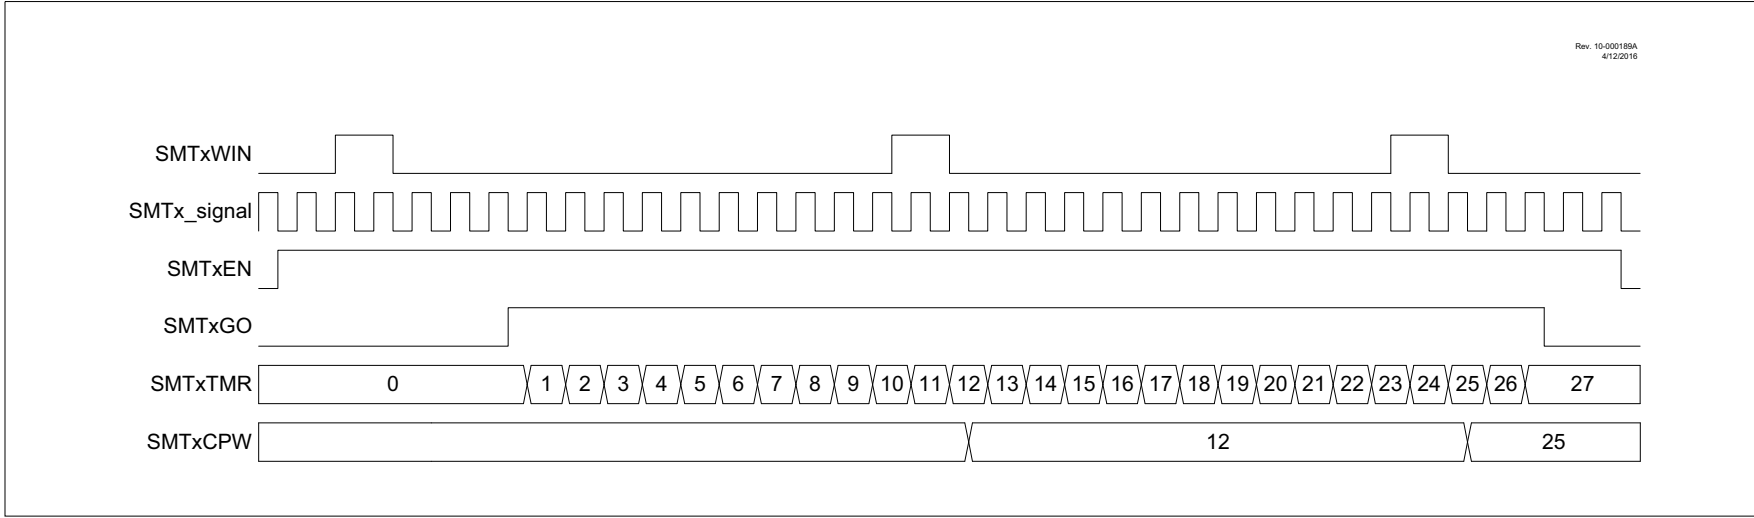 Rev. 10-000189A
4/12/2016
SMTxWIN
SMTx_signal
SMTxEN
SMTxGO
SMTxTMR 0 1 2 3 4 5 6 7 8 9 10 11 12 13 14 15 16 17 18 19 20 21 22 23 24 25 26 27
SMTxCPW 12 25